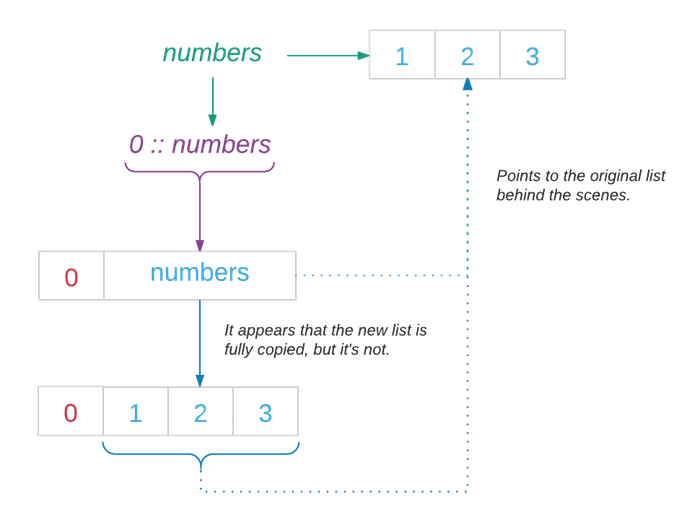 numbers
1 2 3
0 :: numbers
Points to the original list
behind the scenes.
0 numbers
It appears that the new list is
fully copied, but it's not.
0 1 2 3